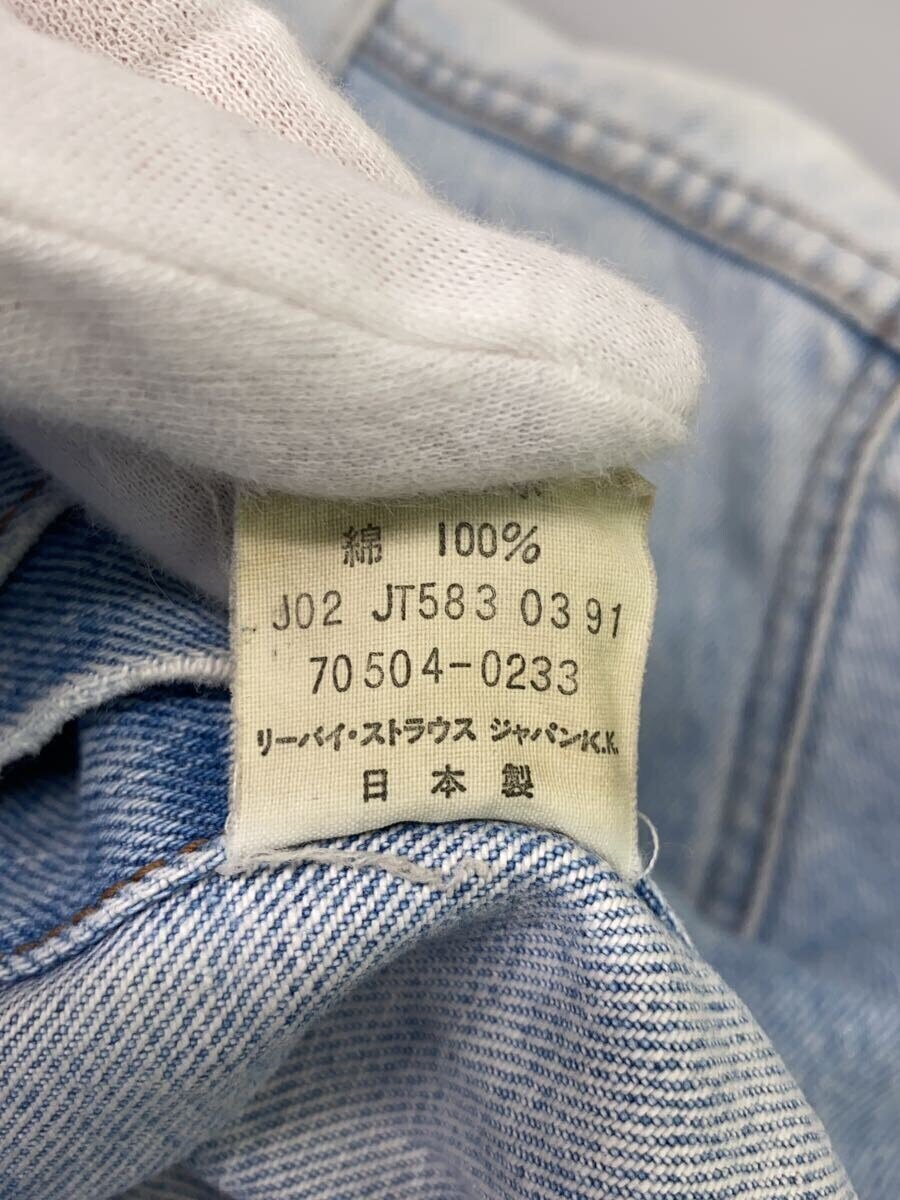 綿 100%
J02 JT583 03 91
70504-0233
リーバイ・ストラウス ジャパンK.K.
日本製